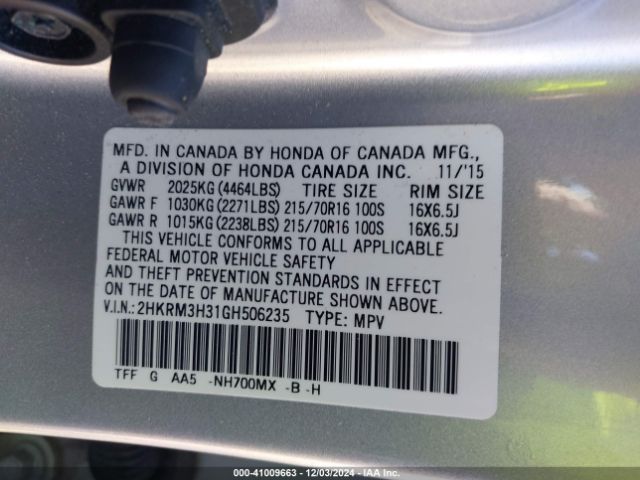 MFD. IN CANADA BY HONDA OF CANADA MFG.,
A DIVISION OF HONDA CANADA INC. 11/'15
GVWR 2025KG (4464LBS) TIRE SIZE RIM SIZE
GAWR F 1030KG (2271LBS) 215/70R16 100S 16X6.5J
GAWR R 1015KG (2238LBS) 215/70R16 100S 16X6.5J
THIS VEHICLE CONFORMS TO ALL APPLICABLE
FEDERAL MOTOR VEHICLE SAFETY
AND THEFT PREVENTION STANDARDS IN EFFECT
ON THE DATE OF MANUFACTURE SHOWN ABOVE.
V.I.N.: 2HKRM3H31GH506235 TYPE: MPV
TFF G AA5 -NH700MX -B -H
000-41009663 - 12/03/2024 - IAA Inc.